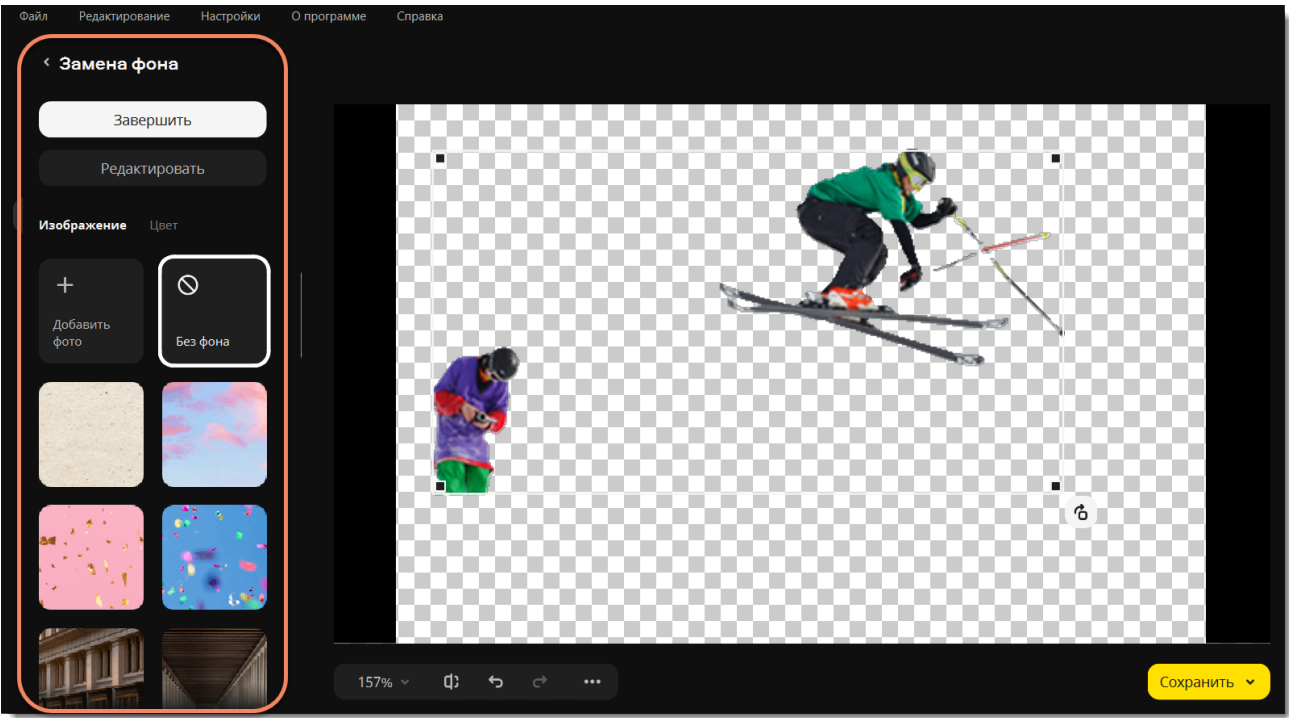 Файл Редактирование Настройки О программе Справка
Замена фона
Завершить
Редактировать
Изображение Цвет
Добавить
фото
Без фона
157%
Сохранить